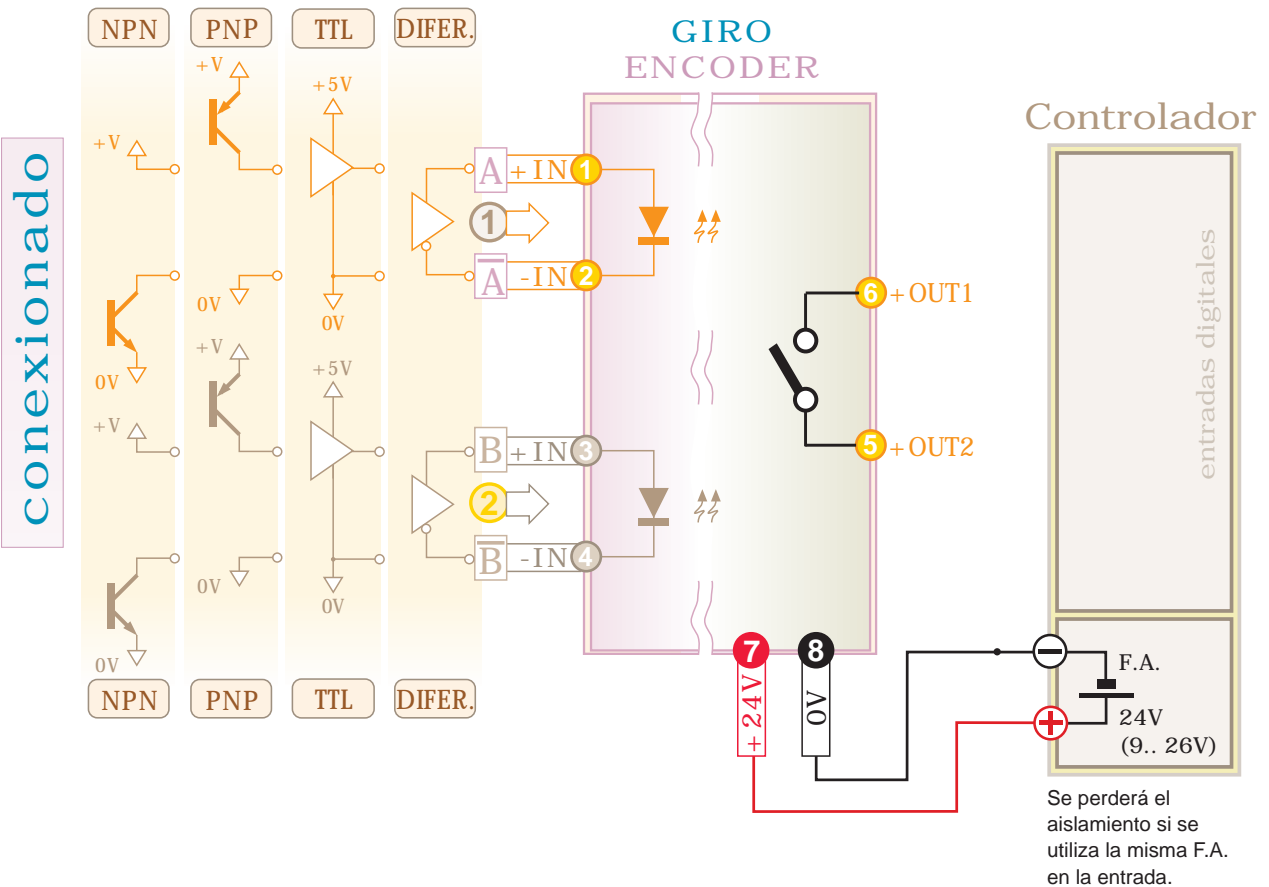 NPN
PNP
TTL
DIFER.
GIRO
ENCODER
Controlador
conexionado
+V
+V
+5V
A
+IN
1
1
A̅
-IN
2
0V
0V
0V
6
+OUT1
entradas digitales
+V
+V
+5V
5
+OUT2
B
+IN
3
2
B̅
-IN
4
0V
0V
0V
7
8
+24V
0V
F.A.
24V
(9.. 26V)
NPN
PNP
TTL
DIFER.
Se perderá el
aislamiento si se
utiliza la misma F.A.
en la entrada.